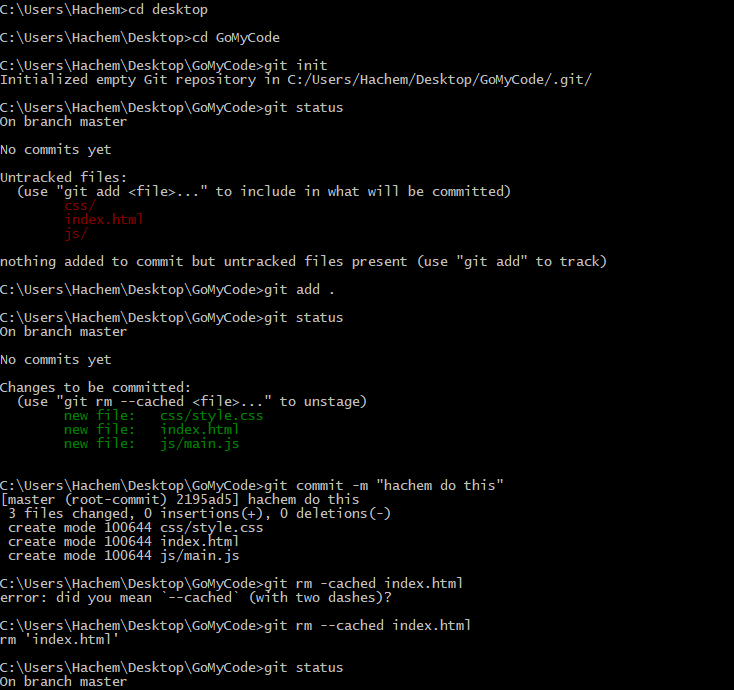 C:\Users\Hachem>cd desktop
C:\Users\Hachem\Desktop>cd GoMyCode
C:\Users\Hachem\Desktop\GoMyCode>git init
Initialized empty Git repository in C:/Users/Hachem/Desktop/GoMyCode/.git/
C:\Users\Hachem\Desktop\GoMyCode>git status
On branch master
No commits yet
Untracked files:
  (use "git add <file>..." to include in what will be committed)
        css/
        index.html
        js/
nothing added to commit but untracked files present (use "git add" to track)
C:\Users\Hachem\Desktop\GoMyCode>git add .
C:\Users\Hachem\Desktop\GoMyCode>git status
On branch master
No commits yet
Changes to be committed:
  (use "git rm --cached <file>..." to unstage)
        new file:   css/style.css
        new file:   index.html
        new file:   js/main.js
C:\Users\Hachem\Desktop\GoMyCode>git commit -m "hachem do this"
[master (root-commit) 2195ad5] hachem do this
 3 files changed, 0 insertions(+), 0 deletions(-)
 create mode 100644 css/style.css
 create mode 100644 index.html
 create mode 100644 js/main.js
C:\Users\Hachem\Desktop\GoMyCode>git rm -cached index.html
error: did you mean `--cached` (with two dashes)?
C:\Users\Hachem\Desktop\GoMyCode>git rm --cached index.html
rm 'index.html'
C:\Users\Hachem\Desktop\GoMyCode>git status
On branch master